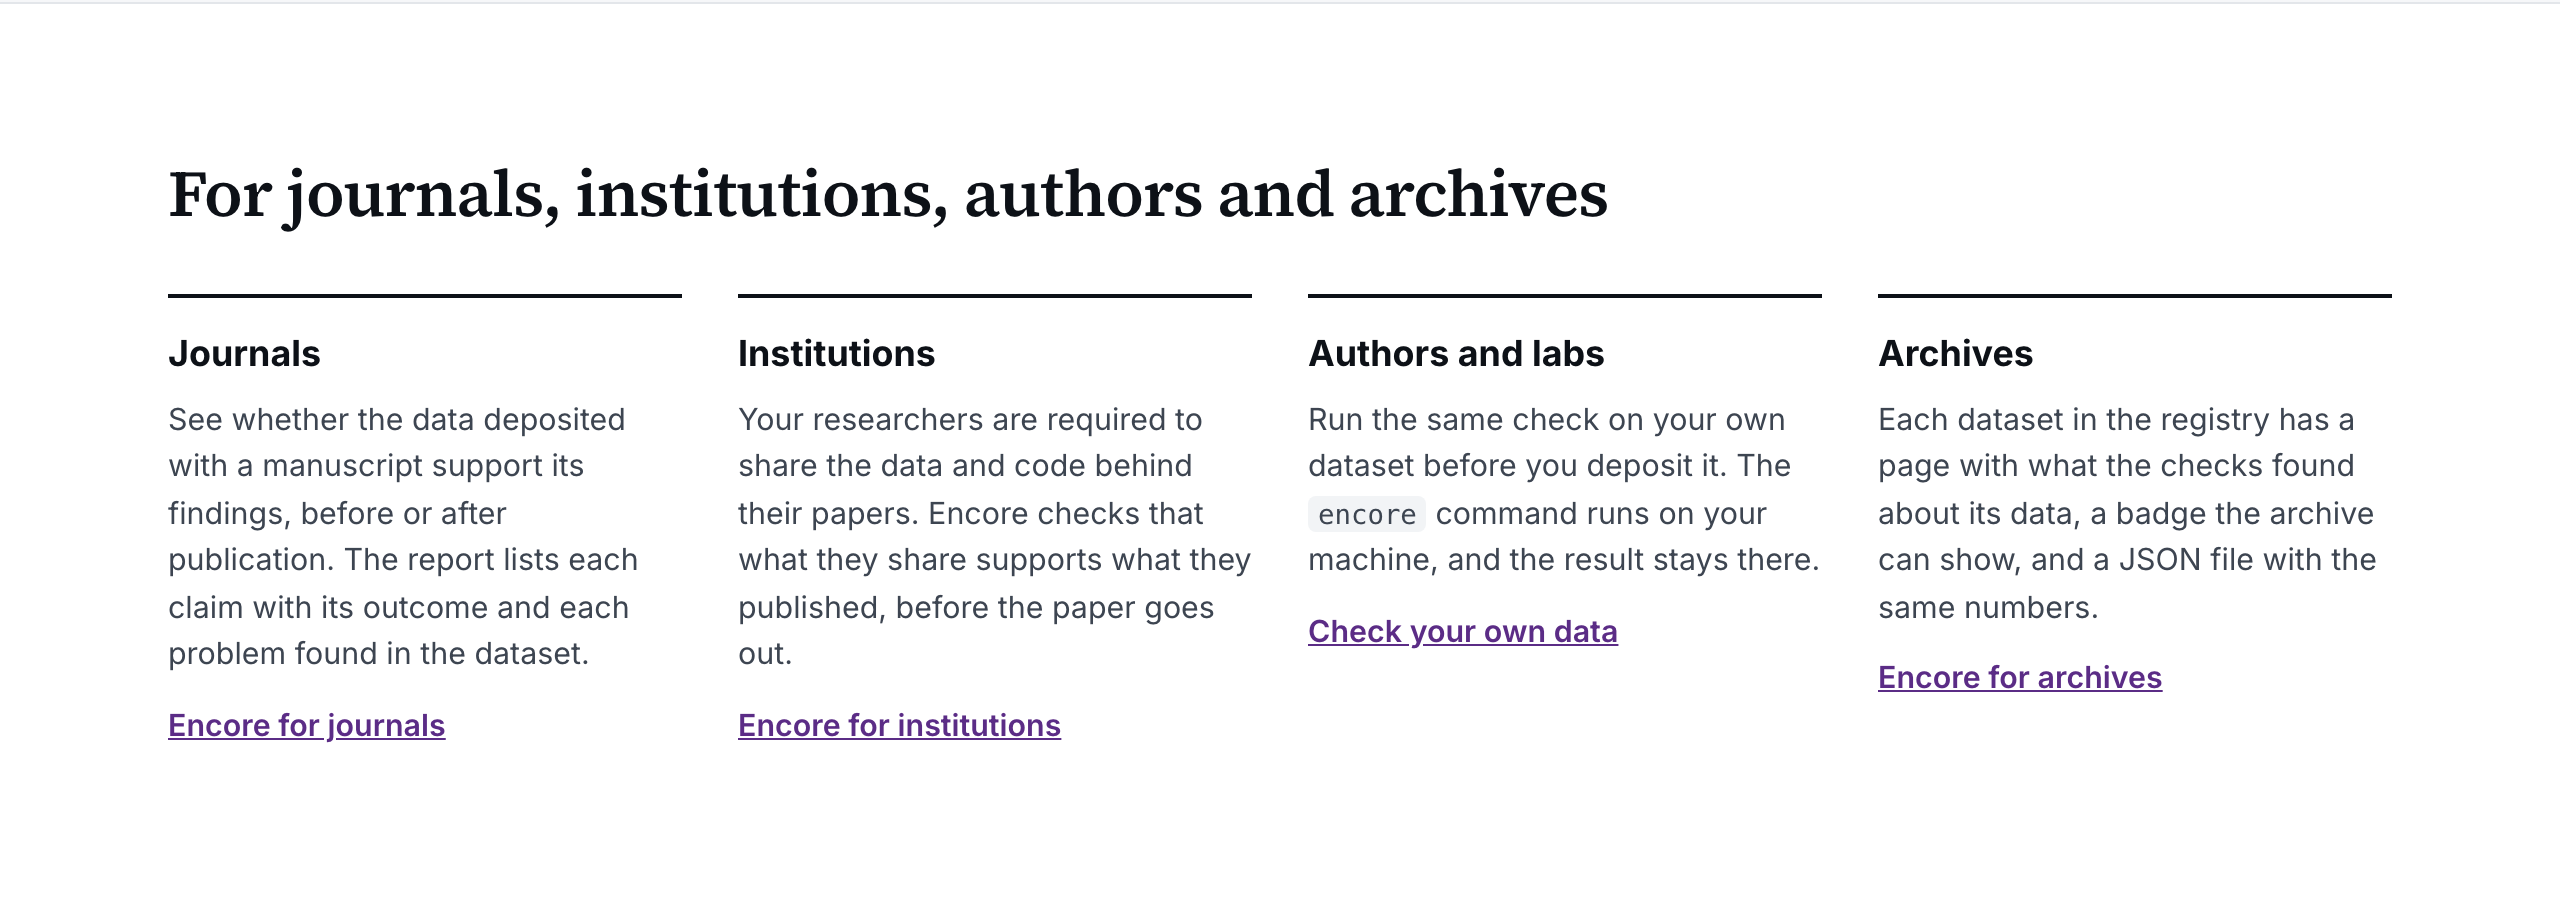 For journals, institutions, authors and archives
Journals
See whether the data deposited
with a manuscript support its
findings, before or after
publication. The report lists each
claim with its outcome and each
problem found in the dataset.
Encore for journals
Institutions
Your researchers are required to
share the data and code behind
their papers. Encore checks that
what they share supports what they
published, before the paper goes
out.
Encore for institutions
Authors and labs
Run the same check on your own
dataset before you deposit it. The
encore command runs on your
machine, and the result stays there.
Check your own data
Archives
Each dataset in the registry has a
page with what the checks found
about its data, a badge the archive
can show, and a JSON file with the
same numbers.
Encore for archives